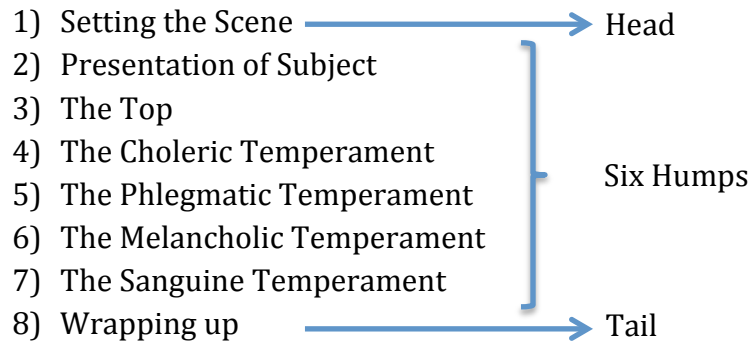 1) Setting the Scene Head
2) Presentation of Subject
3) The Top
4) The Choleric Temperament
5) The Phlegmatic Temperament Six Humps
6) The Melancholic Temperament
7) The Sanguine Temperament
8) Wrapping up Tail